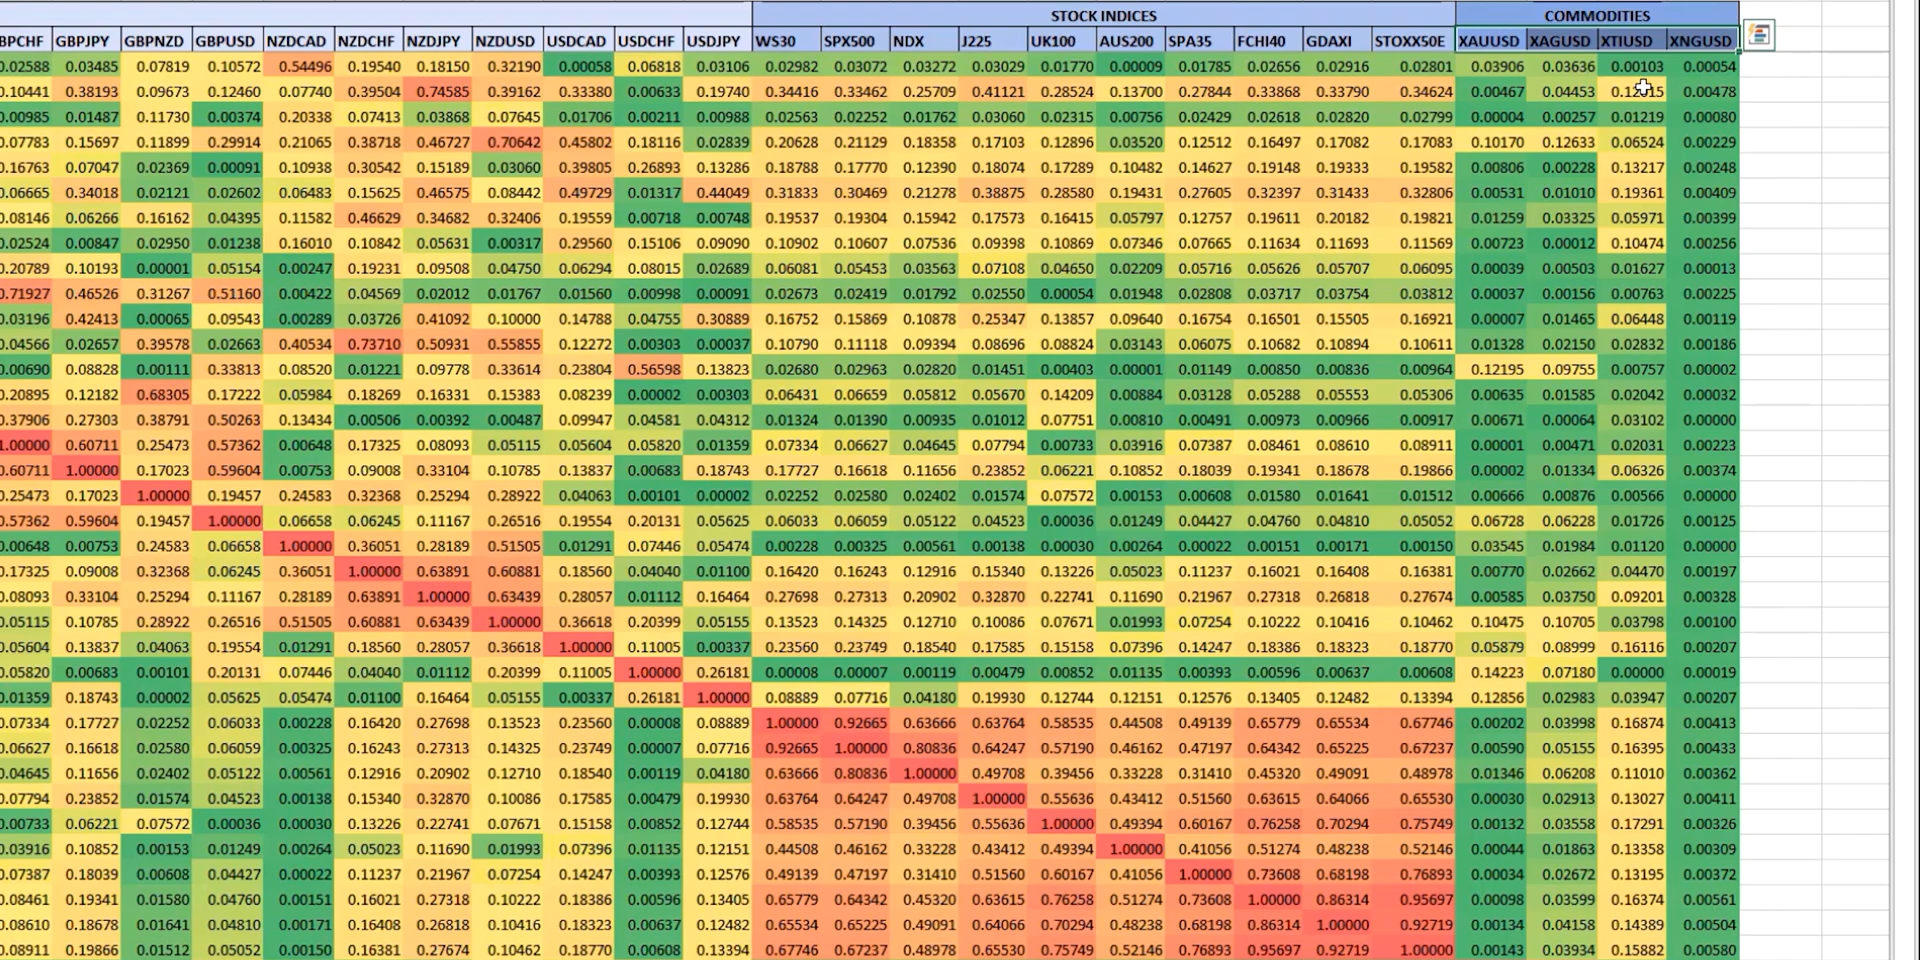 STOCK INDICES COMMODITIES
BPCHF GBPJPY GBPNZD GBPUSD NZDCAD NZDCHF NZDJPY NZDUSD USDCAD USDCHF USDJPY WS30 SPX500 NDX J225 UK100 AUS200 SPA35 FCHI40 GDAXI STOXX50E XAUUSD XAGUSD XTIUSD XNGUSD
0.02588 0.03485 0.07819 0.10572 0.54496 0.19540 0.18150 0.32190 0.00058 0.06818 0.03106 0.02982 0.03072 0.03272 0.03029 0.01770 0.00009 0.01785 0.02656 0.02916 0.02801 0.03906 0.03636 0.00103 0.00054
0.10441 0.38193 0.09673 0.12460 0.07740 0.39504 0.74585 0.39162 0.33380 0.00633 0.19740 0.34416 0.33462 0.25709 0.41121 0.28524 0.13700 0.27844 0.33868 0.33790 0.34624 0.00467 0.04453 0.00478
0.00985 0.01487 0.11730 0.00374 0.20338 0.07413 0.03868 0.07645 0.01706 0.00211 0.00988 0.02563 0.02252 0.01762 0.03060 0.02315 0.00756 0.02429 0.02618 0.02820 0.02799 0.00004 0.00257 0.01219 0.00080
0.07783 0.15697 0.11899 0.29914 0.21065 0.38718 0.46727 0.70642 0.45802 0.18116 0.02839 0.20628 0.21129 0.18358 0.17103 0.12896 0.03520 0.12512 0.16497 0.17082 0.17083 0.10170 0.12633 0.06524 0.00229
0.16763 0.07047 0.02369 0.00091 0.10938 0.30542 0.15189 0.03060 0.39805 0.26893 0.13286 0.18788 0.17770 0.12390 0.18074 0.17289 0.10482 0.14627 0.19148 0.19333 0.19582 0.00806 0.00228 0.13217 0.00248
0.06665 0.34018 0.02121 0.02602 0.06483 0.15625 0.46575 0.08442 0.49729 0.01317 0.44049 0.31833 0.30469 0.21278 0.38875 0.28580 0.19431 0.27605 0.32397 0.31433 0.32806 0.00531 0.01010 0.19361 0.00409
0.08146 0.06266 0.16162 0.04395 0.11582 0.46629 0.34682 0.32406 0.19559 0.00718 0.00748 0.19537 0.19304 0.15942 0.17573 0.16415 0.05797 0.12757 0.19611 0.20182 0.19821 0.01259 0.03325 0.05971 0.00399
0.02524 0.00847 0.02950 0.01238 0.16010 0.10842 0.05631 0.00317 0.29560 0.15106 0.09090 0.10902 0.10607 0.07536 0.09398 0.10869 0.07346 0.07665 0.11634 0.11693 0.11569 0.00723 0.00012 0.10474 0.00256
0.20789 0.10193 0.00001 0.05154 0.00247 0.19231 0.09508 0.04750 0.06294 0.08015 0.02689 0.06081 0.05453 0.03563 0.07108 0.04650 0.02209 0.05716 0.05626 0.05707 0.06095 0.00039 0.00503 0.01627 0.00013
0.71927 0.46526 0.31267 0.51160 0.00422 0.04569 0.02012 0.01767 0.01560 0.00998 0.00091 0.02673 0.02419 0.01792 0.02550 0.00054 0.01948 0.02808 0.03717 0.03754 0.03812 0.00037 0.00156 0.00763 0.00225
0.03196 0.42413 0.00065 0.09543 0.00289 0.03726 0.41092 0.10000 0.14788 0.04755 0.30889 0.16752 0.15869 0.10878 0.25347 0.13857 0.09640 0.16754 0.16501 0.15505 0.16921 0.00007 0.01465 0.06448 0.00119
0.04566 0.02657 0.39578 0.02663 0.40534 0.73710 0.50931 0.55855 0.12272 0.00303 0.00037 0.10790 0.11118 0.09394 0.08696 0.08824 0.03143 0.06075 0.10682 0.10894 0.10611 0.01328 0.02150 0.02832 0.00186
0.00690 0.08828 0.00111 0.33813 0.08520 0.01221 0.09778 0.33614 0.23804 0.56598 0.13823 0.02680 0.02963 0.02820 0.01451 0.00403 0.00001 0.01149 0.00850 0.00836 0.00964 0.12195 0.09755 0.00757 0.00002
0.20895 0.12182 0.68305 0.17222 0.05984 0.18269 0.16331 0.15383 0.08239 0.00002 0.00303 0.06431 0.06659 0.05812 0.05670 0.14209 0.00884 0.03128 0.05288 0.05553 0.05306 0.00635 0.01585 0.02042 0.00032
0.37906 0.27303 0.38791 0.50263 0.13434 0.00506 0.00392 0.00487 0.09947 0.04581 0.04312 0.01324 0.01390 0.00935 0.01012 0.07751 0.00810 0.00491 0.00973 0.00966 0.00917 0.00671 0.00064 0.03102 0.00000
1.00000 0.60711 0.25473 0.57362 0.00648 0.17325 0.08093 0.05115 0.05604 0.05820 0.01359 0.07334 0.06627 0.04645 0.07794 0.00733 0.03916 0.07387 0.08461 0.08610 0.08911 0.00001 0.00471 0.02031 0.00223
0.60711 1.00000 0.17023 0.59604 0.00753 0.09008 0.33104 0.10785 0.13837 0.00683 0.18743 0.17727 0.16618 0.11656 0.23852 0.06221 0.10852 0.18039 0.19341 0.18678 0.19866 0.00002 0.01334 0.06326 0.00374
0.25473 0.17023 1.00000 0.19457 0.24583 0.32368 0.25294 0.28922 0.04063 0.00101 0.00002 0.02252 0.02580 0.02402 0.01574 0.07572 0.00153 0.00608 0.01580 0.01641 0.01512 0.00666 0.00876 0.00566 0.00000
0.57362 0.59604 0.19457 1.00000 0.06658 0.06245 0.11167 0.26516 0.19554 0.20131 0.05625 0.06033 0.06059 0.05122 0.04523 0.00036 0.01249 0.04427 0.04760 0.04810 0.05052 0.06728 0.06228 0.01726 0.00125
0.00648 0.00753 0.24583 0.06658 1.00000 0.36051 0.28189 0.51505 0.01291 0.07446 0.05474 0.00228 0.00325 0.00561 0.00138 0.00030 0.00264 0.00022 0.00151 0.00171 0.00150 0.03545 0.01984 0.01120 0.00000
0.17325 0.09008 0.32368 0.06245 0.36051 1.00000 0.63891 0.60881 0.18560 0.04040 0.01100 0.16420 0.16243 0.12916 0.15340 0.13226 0.05023 0.11237 0.16021 0.16408 0.16381 0.00770 0.02662 0.04470 0.00197
0.08093 0.33104 0.25294 0.11167 0.28189 0.63891 1.00000 0.63439 0.28057 0.01112 0.16464 0.27698 0.27313 0.20902 0.32870 0.22741 0.11690 0.21967 0.27318 0.26818 0.27674 0.00585 0.03750 0.09201 0.00328
0.05115 0.10785 0.28922 0.26516 0.51505 0.60881 0.63439 1.00000 0.36618 0.20399 0.05155 0.13523 0.14325 0.12710 0.10086 0.07671 0.01993 0.07254 0.10222 0.10416 0.10462 0.10475 0.10705 0.03798 0.00100
0.05604 0.13837 0.04063 0.19554 0.01291 0.18560 0.28057 0.36618 1.00000 0.11005 0.00337 0.23560 0.23749 0.18540 0.17585 0.15158 0.07396 0.14247 0.18386 0.18323 0.18770 0.05879 0.08999 0.16116 0.00207
0.05820 0.00683 0.00101 0.20131 0.07446 0.04040 0.01112 0.20399 0.11005 1.00000 0.26181 0.00008 0.00007 0.00119 0.00479 0.00852 0.01135 0.00393 0.00596 0.00637 0.00608 0.14223 0.07180 0.00000 0.00019
0.01359 0.18743 0.00002 0.05625 0.05474 0.01100 0.16464 0.05155 0.00337 0.26181 1.00000 0.08889 0.07716 0.04180 0.19930 0.12744 0.12151 0.12576 0.13405 0.12482 0.13394 0.12856 0.02983 0.03947 0.00207
0.07334 0.17727 0.02252 0.06033 0.00228 0.16420 0.27698 0.13523 0.23560 0.00008 0.08889 1.00000 0.92665 0.63666 0.63764 0.58535 0.44508 0.49139 0.65779 0.65534 0.67746 0.00202 0.03998 0.16874 0.00413
0.06627 0.16618 0.02580 0.06059 0.00325 0.16243 0.27313 0.14325 0.23749 0.00007 0.07716 0.92665 1.00000 0.80836 0.64247 0.57190 0.46162 0.47197 0.64342 0.65225 0.67237 0.00590 0.05155 0.16395 0.00433
0.04645 0.11656 0.02402 0.05122 0.00561 0.12916 0.20902 0.12710 0.18540 0.00119 0.04180 0.63666 0.80836 1.00000 0.49708 0.39456 0.33228 0.31410 0.45320 0.49091 0.48978 0.01346 0.06208 0.11010 0.00362
0.07794 0.23852 0.01574 0.04523 0.00138 0.15340 0.32870 0.10086 0.17585 0.00479 0.19930 0.63764 0.64247 0.49708 1.00000 0.55636 0.43412 0.51560 0.63615 0.64066 0.65530 0.00030 0.02913 0.13027 0.00411
0.00733 0.06221 0.07572 0.00036 0.00030 0.13226 0.22741 0.07671 0.15158 0.00852 0.12744 0.58535 0.57190 0.39456 0.55636 1.00000 0.49394 0.60167 0.76258 0.70294 0.75749 0.00132 0.03558 0.17291 0.00326
0.03916 0.10852 0.00153 0.01249 0.00264 0.05023 0.11690 0.01993 0.07396 0.01135 0.12151 0.44508 0.46162 0.33228 0.43412 0.49394 1.00000 0.41056 0.51274 0.48238 0.52146 0.00044 0.01863 0.13358 0.00309
0.07387 0.18039 0.00608 0.04427 0.00022 0.11237 0.21967 0.07254 0.14247 0.00393 0.12576 0.49139 0.47197 0.31410 0.51560 0.60167 0.41056 1.00000 0.73608 0.68198 0.76893 0.00034 0.02672 0.13195 0.00372
0.08461 0.19341 0.01580 0.04760 0.00151 0.16021 0.27318 0.10222 0.18386 0.00596 0.13405 0.65779 0.64342 0.45320 0.63615 0.76258 0.51274 0.73608 1.00000 0.86314 0.95697 0.00098 0.03599 0.16374 0.00561
0.08610 0.18678 0.01641 0.04810 0.00171 0.16408 0.26818 0.10416 0.18323 0.00637 0.12482 0.65534 0.65225 0.49091 0.64066 0.70294 0.48238 0.68198 0.86314 1.00000 0.92719 0.00134 0.04158 0.14389 0.00504
0.08911 0.19866 0.01512 0.05052 0.00150 0.16381 0.27674 0.10462 0.18770 0.00608 0.13394 0.67746 0.67237 0.48978 0.65530 0.75749 0.52146 0.76893 0.95697 0.92719 1.00000 0.00143 0.03934 0.15882 0.00580